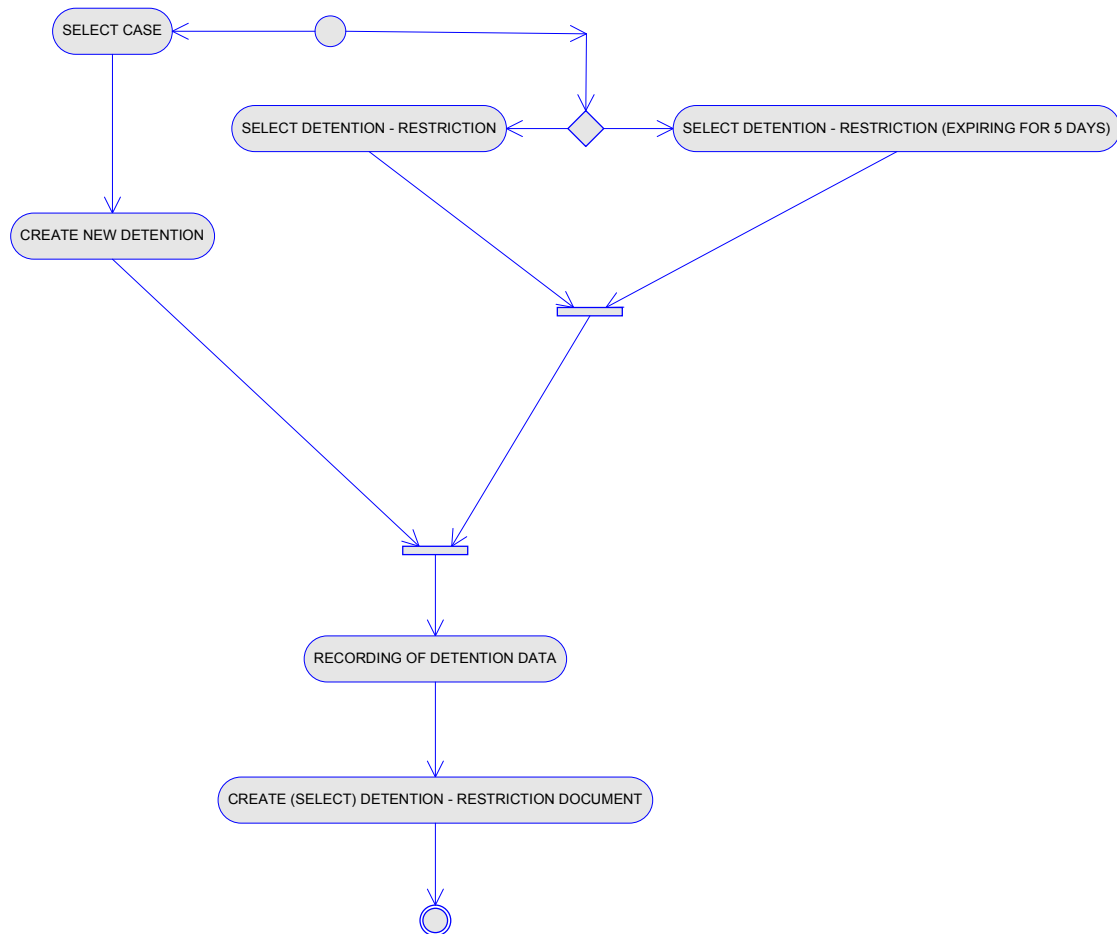 SELECT CASE
SELECT DETENTION - RESTRICTION
SELECT DETENTION - RESTRICTION (EXPIRING FOR 5 DAYS)
CREATE NEW DETENTION
RECORDING OF DETENTION DATA
CREATE (SELECT) DETENTION - RESTRICTION DOCUMENT